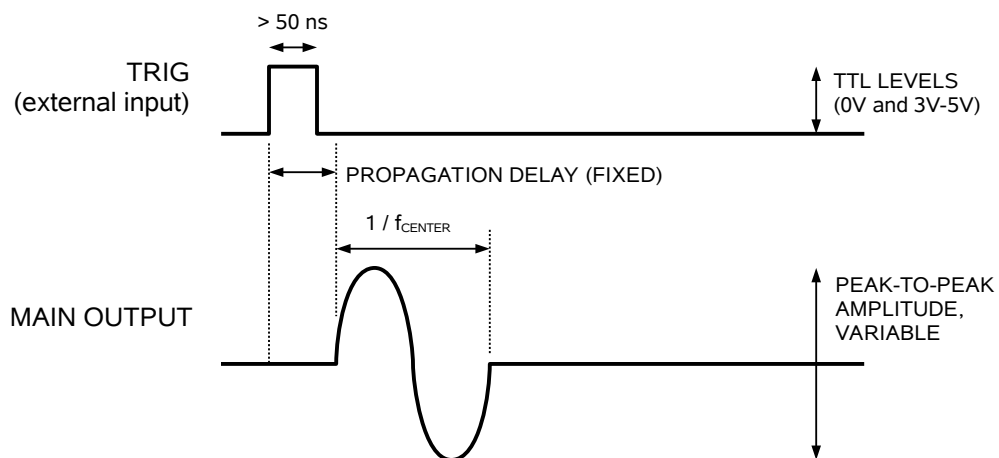 > 50 ns
TRIG
(external input)
TTL LEVELS
(0V and 3V-5V)
PROPAGATION DELAY (FIXED)
1 / fCENTER
MAIN OUTPUT
PEAK-TO-PEAK
AMPLITUDE,
VARIABLE